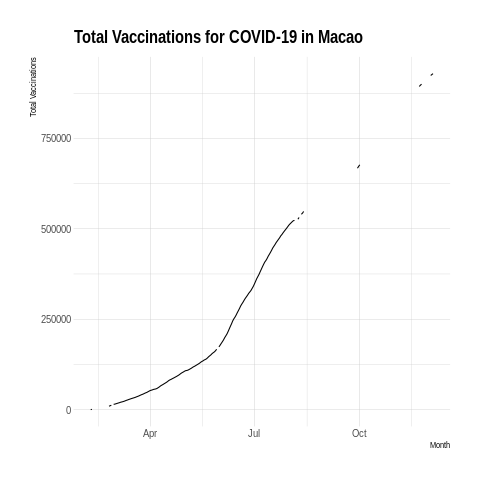 Total Vaccinations for COVID-19 in Macao
Total Vaccinations
750000
500000
250000
0
Apr
Jul
Oct
Month